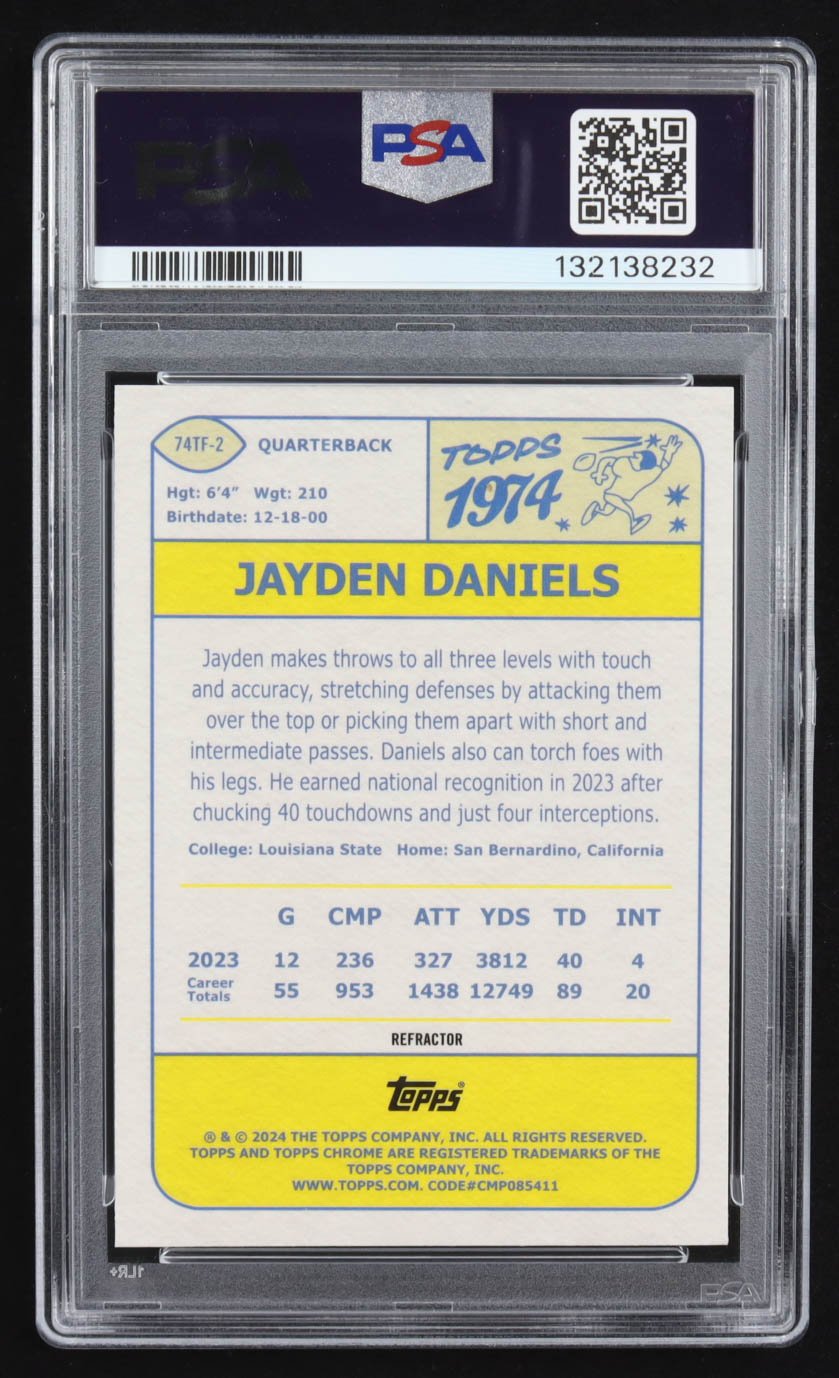 PSA
PSA
132138232
74TF-2
QUARTERBACK
Hgt: 6'4" Wgt: 210
Birthdate: 12-18-00
TOPPS
1974
JAYDEN DANIELS
Jayden makes throws to all three levels with touch
and accuracy, stretching defenses by attacking them
over the top or picking them apart with short and
intermediate passes. Daniels also can torch foes with
his legs. He earned national recognition in 2023 after
chucking 40 touchdowns and just four interceptions.
College: Louisiana State Home: San Bernardino, California
G CMP ATT YDS TD INT
2023 12 236 327 3812 40 4
Career
Totals 55 953 1438 12749 89 20
REFRACTOR
Topps®
® & © 2024 THE TOPPS COMPANY, INC. ALL RIGHTS RESERVED.
TOPPS AND TOPPS CHROME ARE REGISTERED TRADEMARKS OF THE
TOPPS COMPANY, INC.
WWW.TOPPS.COM. CODE#CMP085411
1LR+
PSA